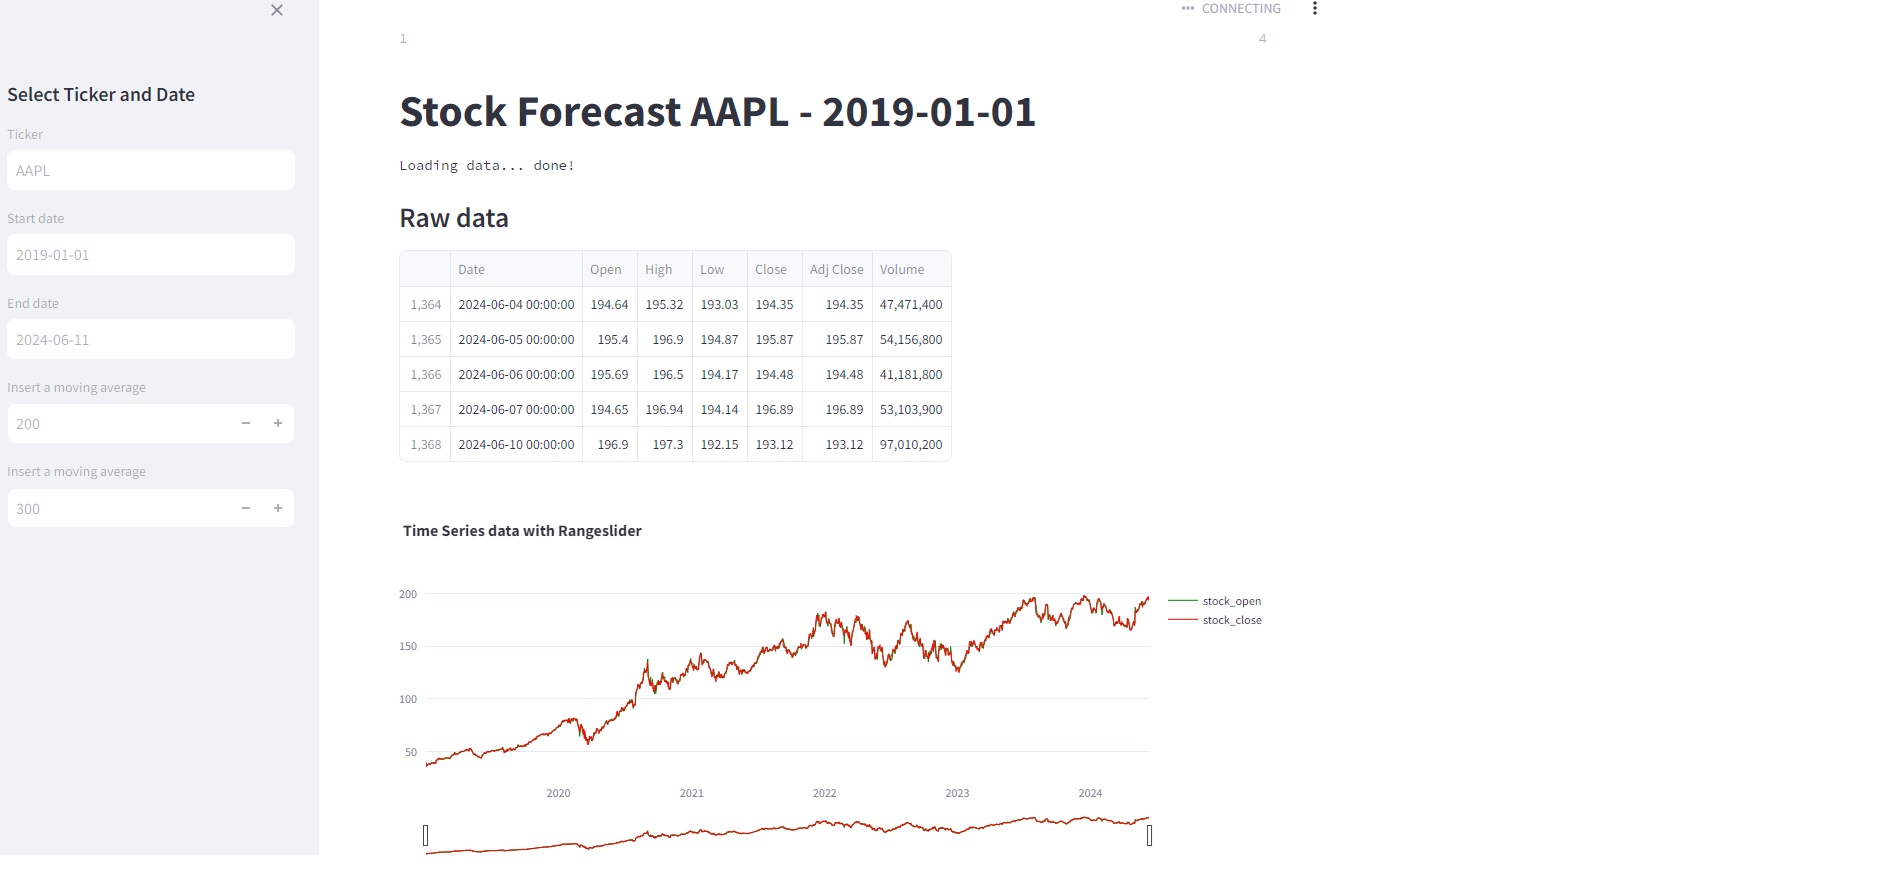 CONNECTING
1 4
Select Ticker and Date
Ticker
AAPL
Start date
2019-01-01
End date
2024-06-11
Insert a moving average
200
Insert a moving average
300
Stock Forecast AAPL - 2019-01-01
Loading data... done!
Raw data
Date Open High Low Close Adj Close Volume
1,364 2024-06-04 00:00:00 194.64 195.32 193.03 194.35 194.35 47,471,400
1,365 2024-06-05 00:00:00 195.4 196.9 194.87 195.87 195.87 54,156,800
1,366 2024-06-06 00:00:00 195.69 196.5 194.17 194.48 194.48 41,181,800
1,367 2024-06-07 00:00:00 194.65 196.94 194.14 196.89 196.89 53,103,900
1,368 2024-06-10 00:00:00 196.9 197.3 192.15 193.12 193.12 97,010,200
Time Series data with Rangeslider
200
150
100
50
2020 2021 2022 2023 2024
stock_open
stock_close